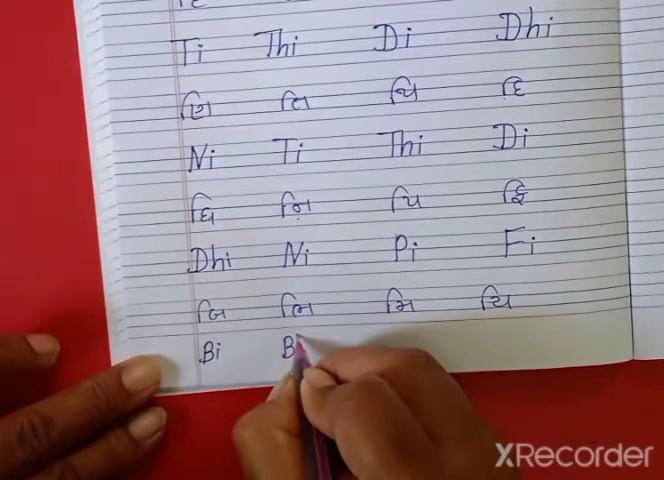 Ti Thi Di Dhi
ણિ તિ થિ દિ
Ni Ti Thi Di
ધિ નિ પિ ફિ
Dhi Ni Pi Fi
બિ ભિ મિ યિ
Bi B
XRecorder